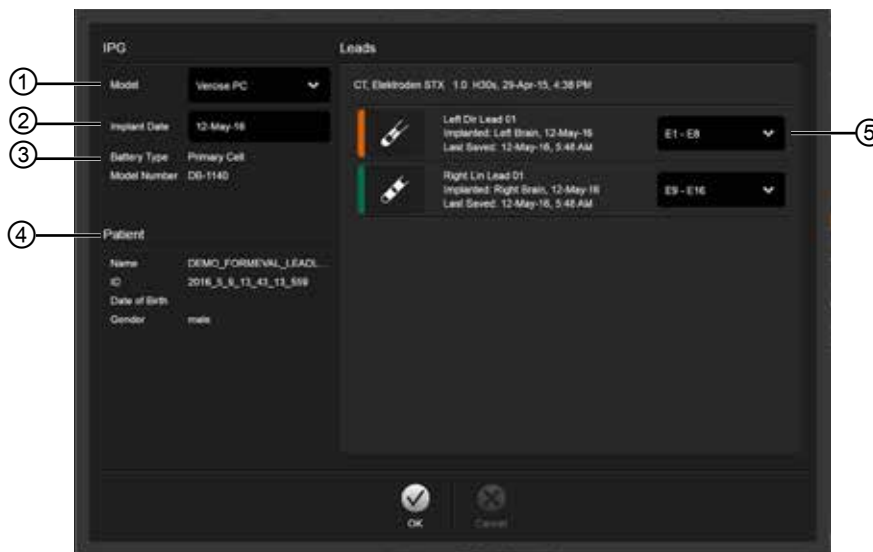 IPG
① Model Vercise PC
② Implant Date 12-May-16
③ Battery Type Primary Cell
Model Number DB-1140
④ Patient
Name DEMO_FORMEVAL_LEADL...
ID 2016_5_9_13_43_13_559
Date of Birth
Gender male
Leads
CT, Elektroden STX 1.0 H30s, 29-Apr-15, 4:38 PM
Left Dir Lead 01
Implanted: Left Brain, 12-May-16
Last Saved: 12-May-16, 5:48 AM
E1 - E8 ⑤
Right Lin Lead 01
Implanted: Right Brain, 12-May-16
Last Saved: 12-May-16, 5:48 AM
E9 - E16
OK
Cancel